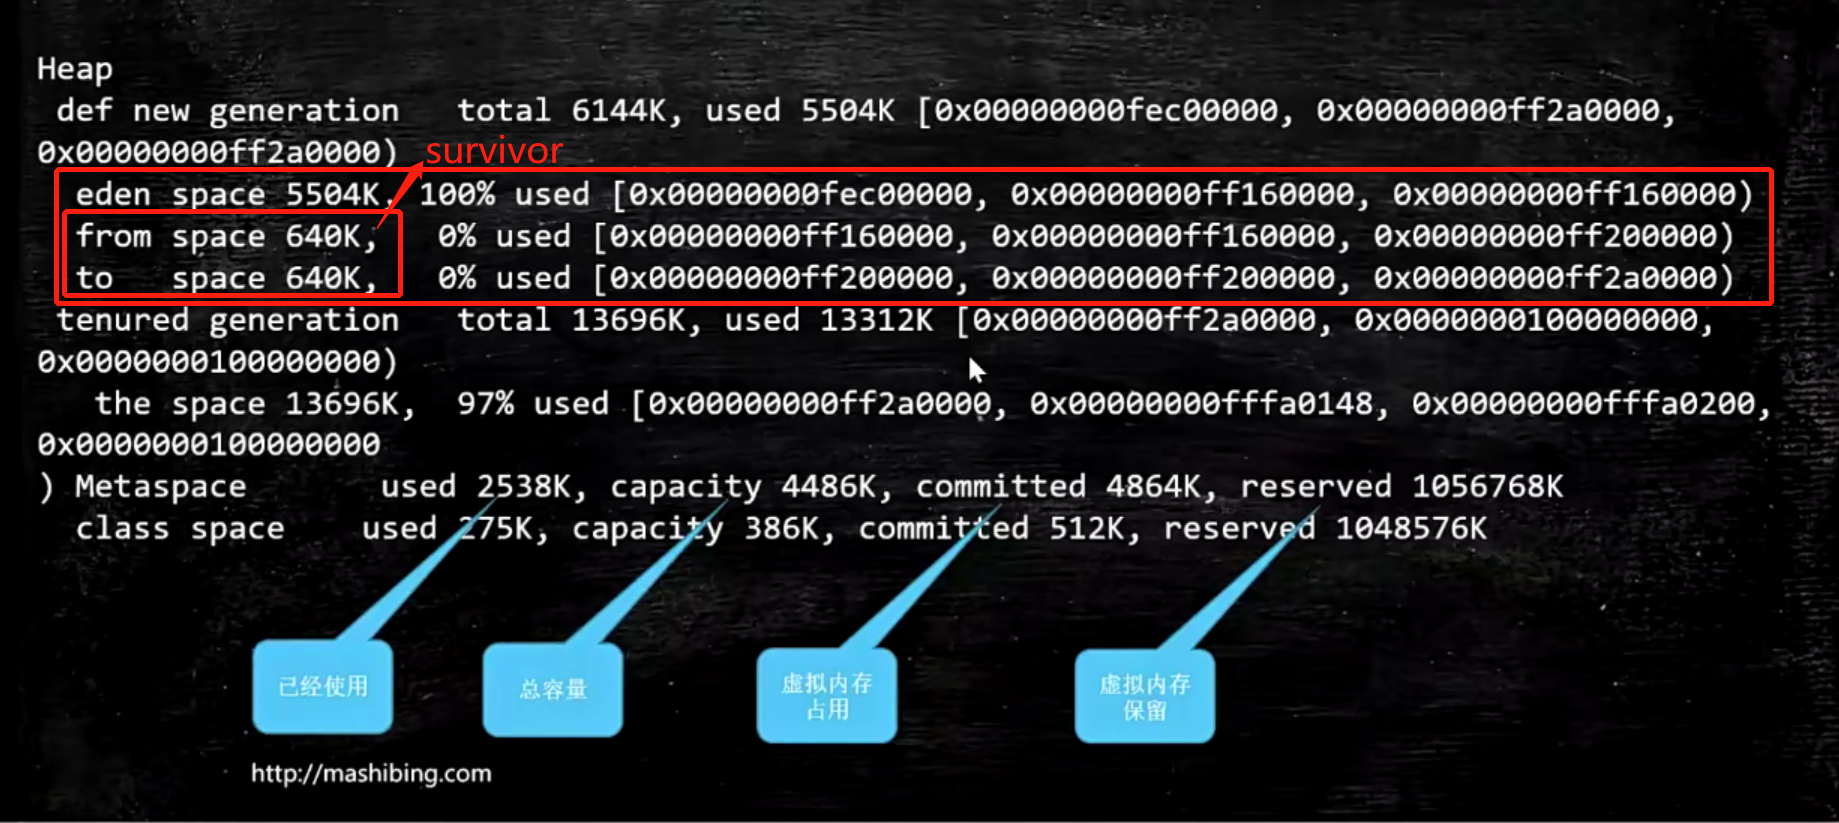 Heap
def new generation   total 6144K, used 5504K [0x00000000fec00000, 0x00000000ff2a0000,
0x00000000ff2a0000)
survivor
eden space 5504K, 100% used [0x00000000fec00000, 0x00000000ff160000, 0x00000000ff160000)
from space 640K,   0% used [0x00000000ff160000, 0x00000000ff160000, 0x00000000ff200000)
to   space 640K,   0% used [0x00000000ff200000, 0x00000000ff200000, 0x00000000ff2a0000)
tenured generation   total 13696K, used 13312K [0x00000000ff2a0000, 0x0000000100000000,
0x0000000100000000)
the space 13696K,  97% used [0x00000000ff2a0000, 0x00000000fffa0148, 0x00000000fffa0200,
0x0000000100000000
) Metaspace       used 2538K, capacity 4486K, committed 4864K, reserved 1056768K
class space    used 275K, capacity 386K, committed 512K, reserved 1048576K
已经使用
总容量
虚拟内存
占用
虚拟内存
保留
http://mashibing.com